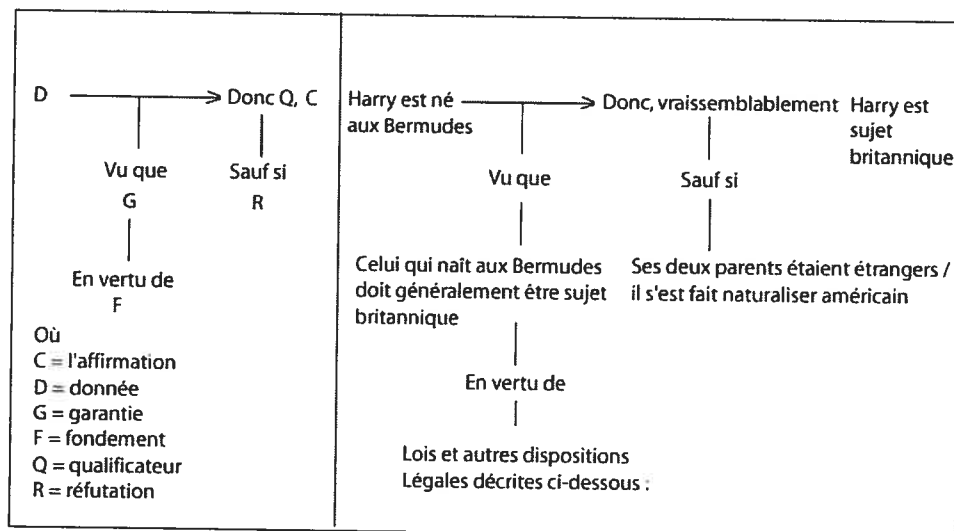 D
Donc Q, C
Vu que
G
Sauf si
R
En vertu de
F
Où
C = l'affirmation
D = donnée
G = garantie
F = fondement
Q = qualificateur
R = réfutation
Harry est né
aux Bermudes
Donc, vraissemblablement
Harry est
sujet
britannique
Vu que
Sauf si
Celui qui naît aux Bermudes
doit généralement être sujet
britannique
Ses deux parents étaient étrangers /
il s'est fait naturaliser américain
En vertu de
Lois et autres dispositions
Légales décrites ci-dessous :